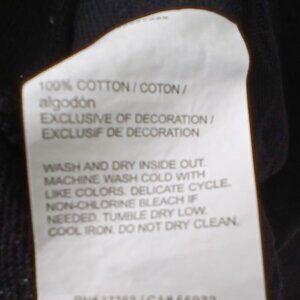 100% COTTON / COTON /
algodón
EXCLUSIVE OF DECORATION /
EXCLUSIF DE DECORATION
WASH AND DRY INSIDE OUT.
MACHINE WASH COLD WITH
LIKE COLORS. DELICATE CYCLE.
NON-CHLORINE BLEACH IF
NEEDED. TUMBLE DRY LOW.
COOL IRON. DO NOT DRY CLEAN.